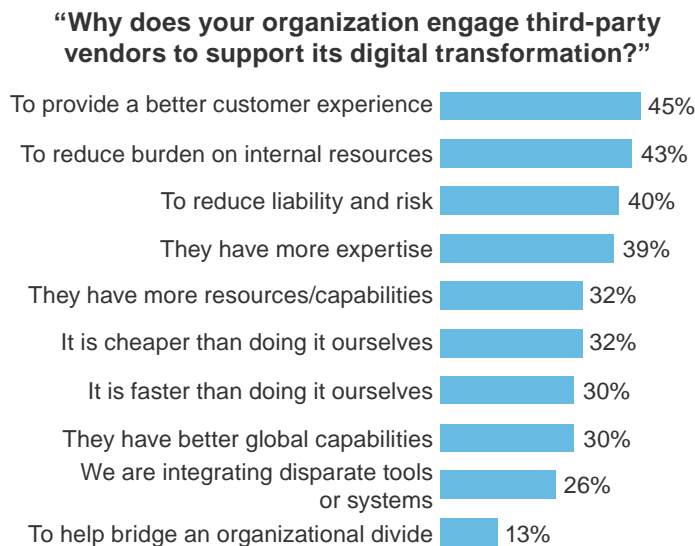 “Why does your organization engage third-party
vendors to support its digital transformation?”
To provide a better customer experience 45%
To reduce burden on internal resources 43%
To reduce liability and risk 40%
They have more expertise 39%
They have more resources/capabilities 32%
It is cheaper than doing it ourselves 32%
It is faster than doing it ourselves 30%
They have better global capabilities 30%
We are integrating disparate tools
or systems 26%
To help bridge an organizational divide 13%